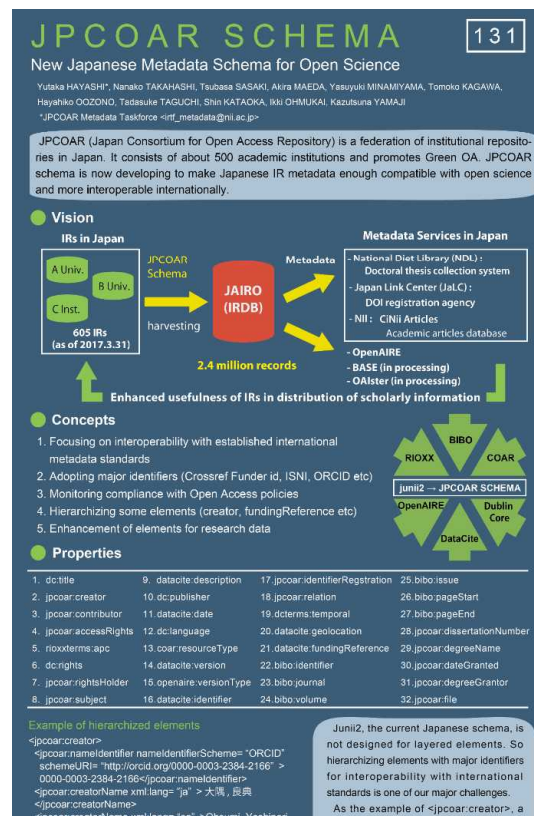 JPCOAR SCHEMA
131
New Japanese Metadata Schema for Open Science
Yutaka HAYASHI*, Nanako TAKAHASHI, Tsubasa SASAKI, Akira MAEDA, Yasuyuki MINAMIYAMA, Tomoko KAGAWA,
Hayahiko OOZONO, Tadasuke TAGUCHI, Shin KATAOKA, Ikki OHMUKAI, Kazutsuna YAMAJI
*JPCOAR Metadata Taskforce <irtf_metadata@nii.ac.jp>
JPCOAR (Japan Consortium for Open Access Repository) is a federation of institutional reposito-
ries in Japan. It consists of about 500 academic institutions and promotes Green OA. JPCOAR
schema is now developing to make Japanese IR metadata enough compatible with open science
and more interoperable internationally.
Vision
IRs in Japan
A Univ.
B Univ.
C Inst.
605 IRs
(as of 2017.3.31)
JPCOAR
Schema
harvesting
JAIRO
(IRDB)
2.4 million records
Metadata
Metadata Services in Japan
- National Diet Library (NDL) :
Doctoral thesis collection system
- Japan Link Center (JaLC) :
DOI registration agency
- NII : CiNii Articles
Academic articles database
- OpenAIRE
- BASE (in processing)
- OAIster (in processing)
Enhanced usefulness of IRs in distribution of scholarly information
Concepts
1. Focusing on interoperability with established international
metadata standards
2. Adopting major identifiers (Crossref Funder id, ISNI, ORCID etc)
3. Monitoring compliance with Open Access policies
4. Hierarchizing some elements (creator, fundingReference etc)
5. Enhancement of elements for research data
RIOXX
BIBO
COAR
junii2 → JPCOAR SCHEMA
OpenAIRE
DataCite
Dublin
Core
Properties
1. dc:title
2. jpcoar:creator
3. jpcoar:contributor
4. jpcoar:accessRights
5. rioxxterms:apc
6. dc:rights
7. jpcoar:rightsHolder
8. jpcoar:subject
9. datacite:description
10. dc:publisher
11. datacite:date
12. dc:language
13. coar:resourceType
14. datacite:version
15. openaire:versionType
16. datacite:identifier
17. jpcoar:identifierRegstration
18. jpcoar:relation
19. dcterms:temporal
20. datacite:geolocation
21. datacite:fundingReference
22. bibo:identifier
23. bibo:journal
24. bibo:volume
25. bibo:issue
26. bibo:pageStart
27. bibo:pageEnd
28. jpcoar:dissertationNumber
29. jpcoar:degreeName
30. jpcoar:dateGranted
31. jpcoar:degreeGrantor
32. jpcoar:file
Example of hierarchized elements
<jpcoar:creator>
<jpcoar:nameIdentifier nameIdentifierScheme= “ORCID”
schemeURI= “http://orcid.org/0000-0003-2384-2166” >
0000-0003-2384-2166</jpcoar:nameIdentifier>
<jpcoar:creatorName xml:lang= “ja” >大隅 , 良典
</jpcoar:creatorName>
Junii2, the current Japanese schema, is
not designed for layered elements. So
hierarchizing elements with major identifiers
for interoperability with international
standards is one of our major challenges.
As the example of <jpcoar:creator>, a